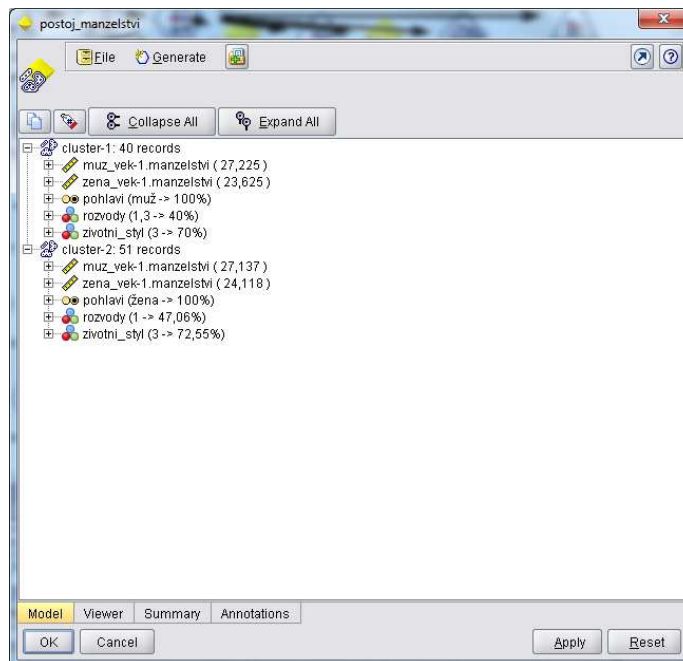 postoj_manzelstvi
File Generate
Collapse All Expand All
cluster-1: 40 records
muz_vek-1.manzelstvi ( 27,225 )
zena_vek-1.manzelstvi ( 23,625 )
pohlavi (muž -> 100%)
rozvody (1,3 -> 40%)
zivotni_styl (3 -> 70%)
cluster-2: 51 records
muz_vek-1.manzelstvi ( 27,137 )
zena_vek-1.manzelstvi ( 24,118 )
pohlavi (žena -> 100%)
rozvody (1 -> 47,06%)
zivotni_styl (3 -> 72,55%)
Model Viewer Summary Annotations
OK Cancel Apply Reset